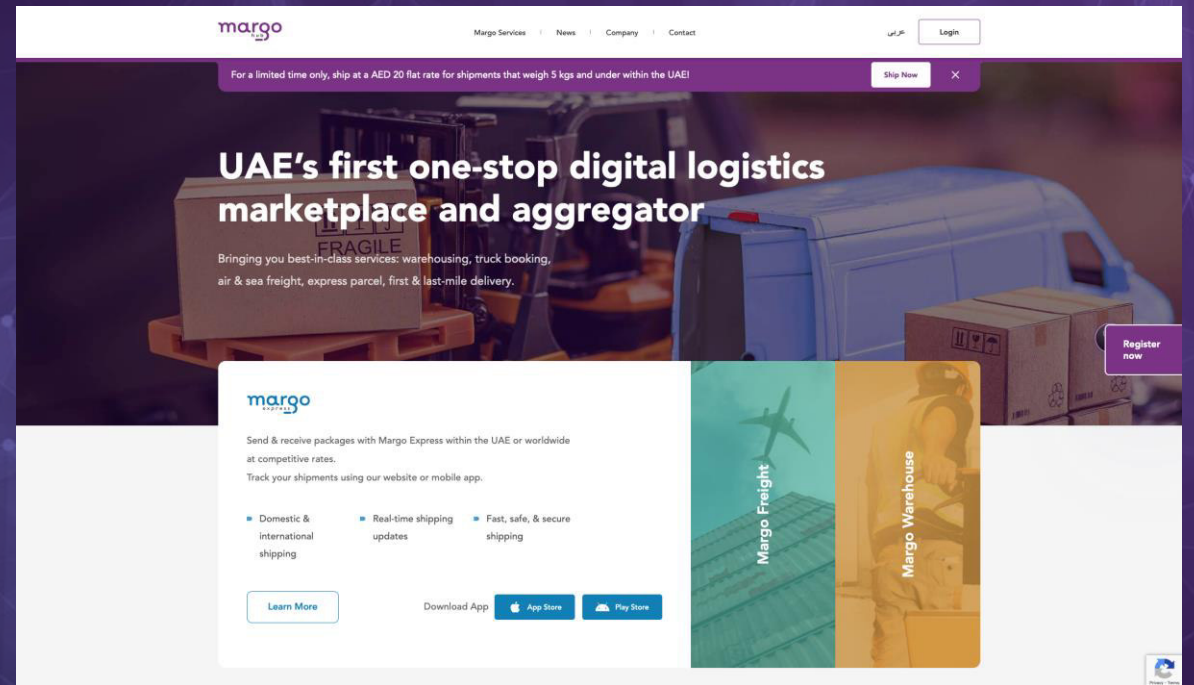 margo
hub
Margo Services
News
Company
Contact
عربي
Login
For a limited time only, ship at a AED 20 flat rate for shipments that weigh 5 kgs and under within the UAE!
Ship Now
UAE's first one-stop digital logistics
marketplace and aggregator
FRAGILE
Bringing you best-in-class services: warehousing, truck booking,
air & sea freight, express parcel, first & last-mile delivery.
Register
now
margo
express
Send & receive packages with Margo Express within the UAE or worldwide
at competitive rates.
Track your shipments using our website or mobile app.
Domestic &
international
shipping
Real-time shipping
updates
Fast, safe, & secure
shipping
Learn More
Download App
App Store
Play Store
Margo Freight
Margo Warehouse
Privacy - Terms